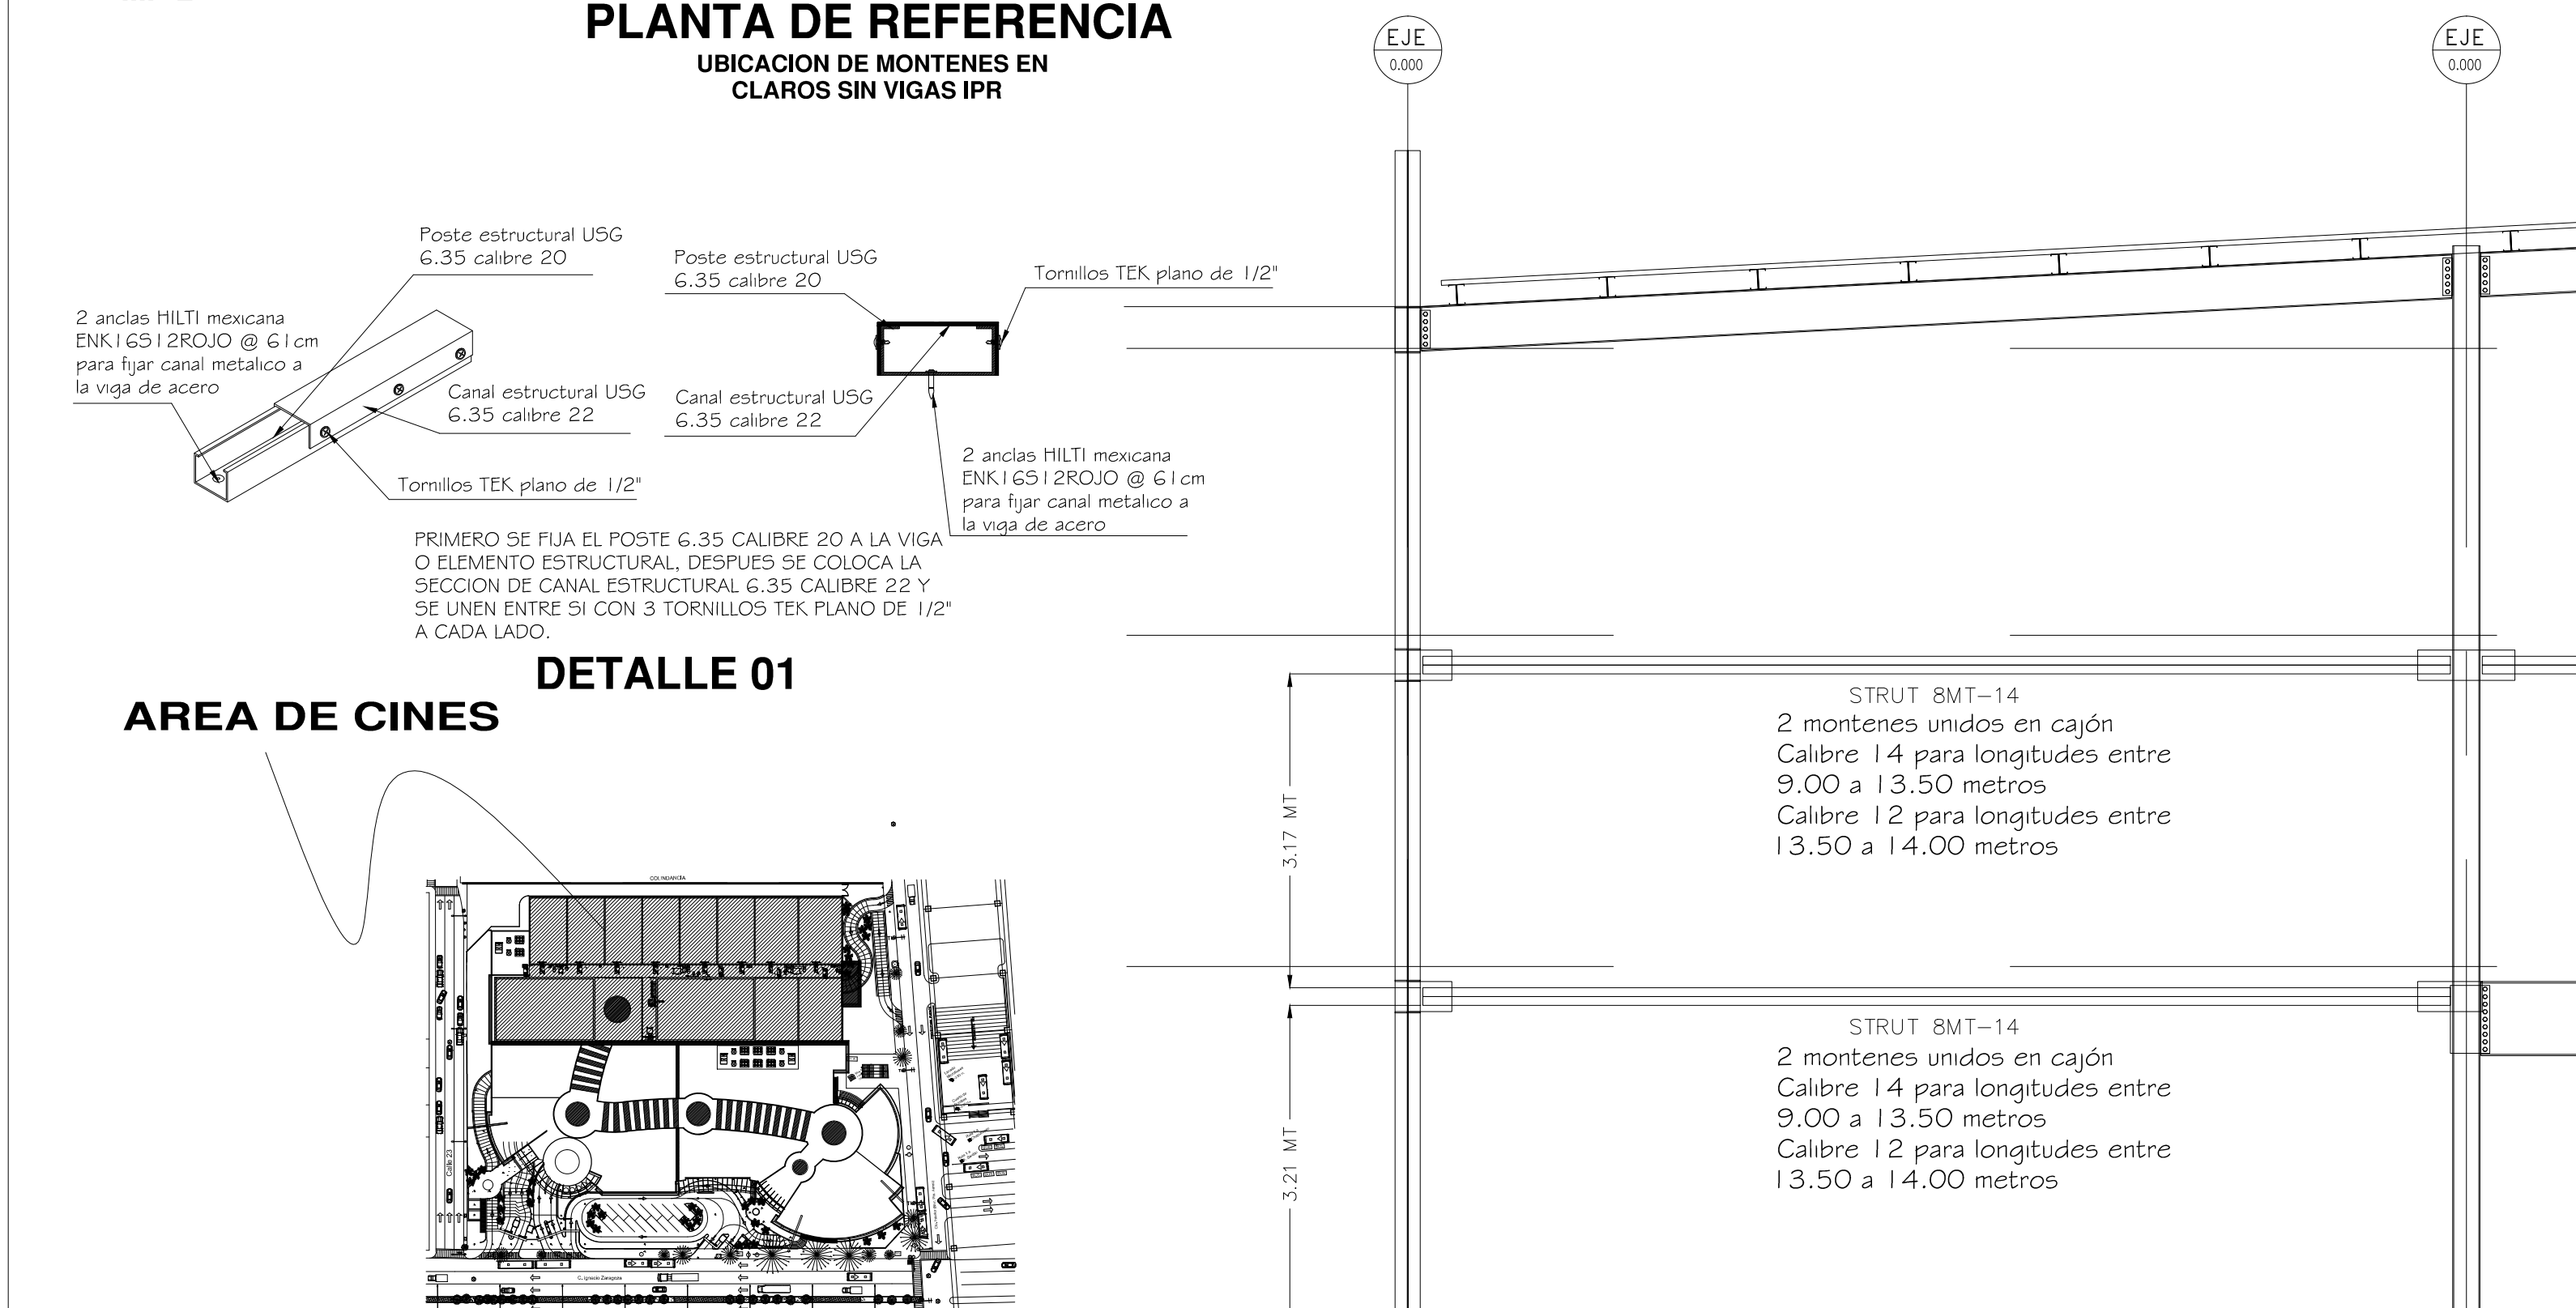 PLANTA DE REFERENCIA
UBICACION DE MONTENES EN
CLAROS SIN VIGAS IPR
EJE
0.000
EJE
0.000
Poste estructural USG
6.35 calibre 20
2 anclas HILTI mexicana
ENK16S12ROJO @ 61cm
para fijar canal metalico a
la viga de acero
Canal estructural USG
6.35 calibre 22
Tornillos TEK plano de 1/2"
Poste estructural USG
6.35 calibre 20
Tornillos TEK plano de 1/2"
Canal estructural USG
6.35 calibre 22
2 anclas HILTI mexicana
ENK16S12ROJO @ 61cm
para fijar canal metalico a
la viga de acero
PRIMERO SE FIJA EL POSTE 6.35 CALIBRE 20 A LA VIGA
O ELEMENTO ESTRUCTURAL, DESPUES SE COLOCA LA
SECCION DE CANAL ESTRUCTURAL 6.35 CALIBRE 22 Y
SE UNEN ENTRE SI CON 3 TORNILLOS TEK PLANO DE 1/2"
A CADA LADO.
DETALLE 01
AREA DE CINES
COLINDANCIA
Calle 23
C. Ignacio Zaragoza
3.17 MT
STRUT 8MT-14
2 montenes unidos en cajón
Calibre 14 para longitudes entre
9.00 a 13.50 metros
Calibre 12 para longitudes entre
13.50 a 14.00 metros
3.21 MT
STRUT 8MT-14
2 montenes unidos en cajón
Calibre 14 para longitudes entre
9.00 a 13.50 metros
Calibre 12 para longitudes entre
13.50 a 14.00 metros